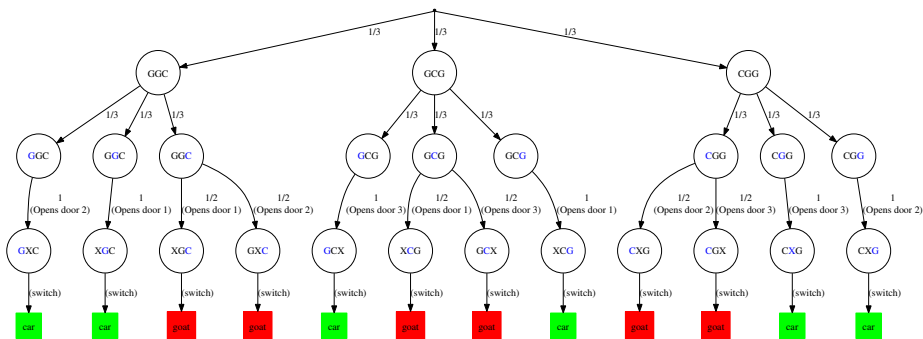 1/3 1/3 1/3
GGC GCG CGG
1/3 1/3 1/3 1/3 1/3 1/3 1/3 1/3 1/3
GGC GGC GGC GCG GCG GCG CGG CGG CGG
1 1 1/2 1/2 1 1/2 1/2 1 1/2 1/2 1 1
(Opens door 2) (Opens door 1) (Opens door 1) (Opens door 2) (Opens door 3) (Opens door 1) (Opens door 3) (Opens door 1) (Opens door 2) (Opens door 3) (Opens door 3) (Opens door 2)
GXC XGC XGC GXC GCX XCG GCX XCG CXG CGX CXG CXG
(switch) (switch) (switch) (switch) (switch) (switch) (switch) (switch) (switch) (switch) (switch) (switch)
car car goat goat car goat goat car goat goat car car